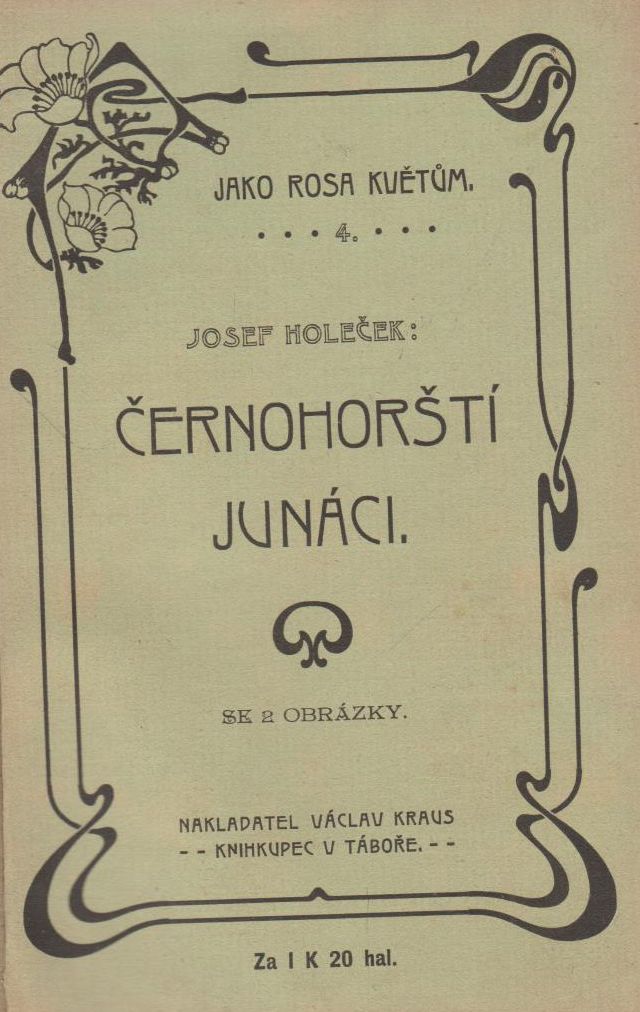 JAKO ROSA KVĚTŮM.
• • • 4. • • •
JOSEF HOLEČEK:
ČERNOHORŠTÍ
JUNÁCI.
SE 2 OBRÁZKY.
NAKLADATEL VÁCLAV KRAUS
- - KNIHKUPEC V TÁBOŘE. - -
Za 1 K 20 hal.